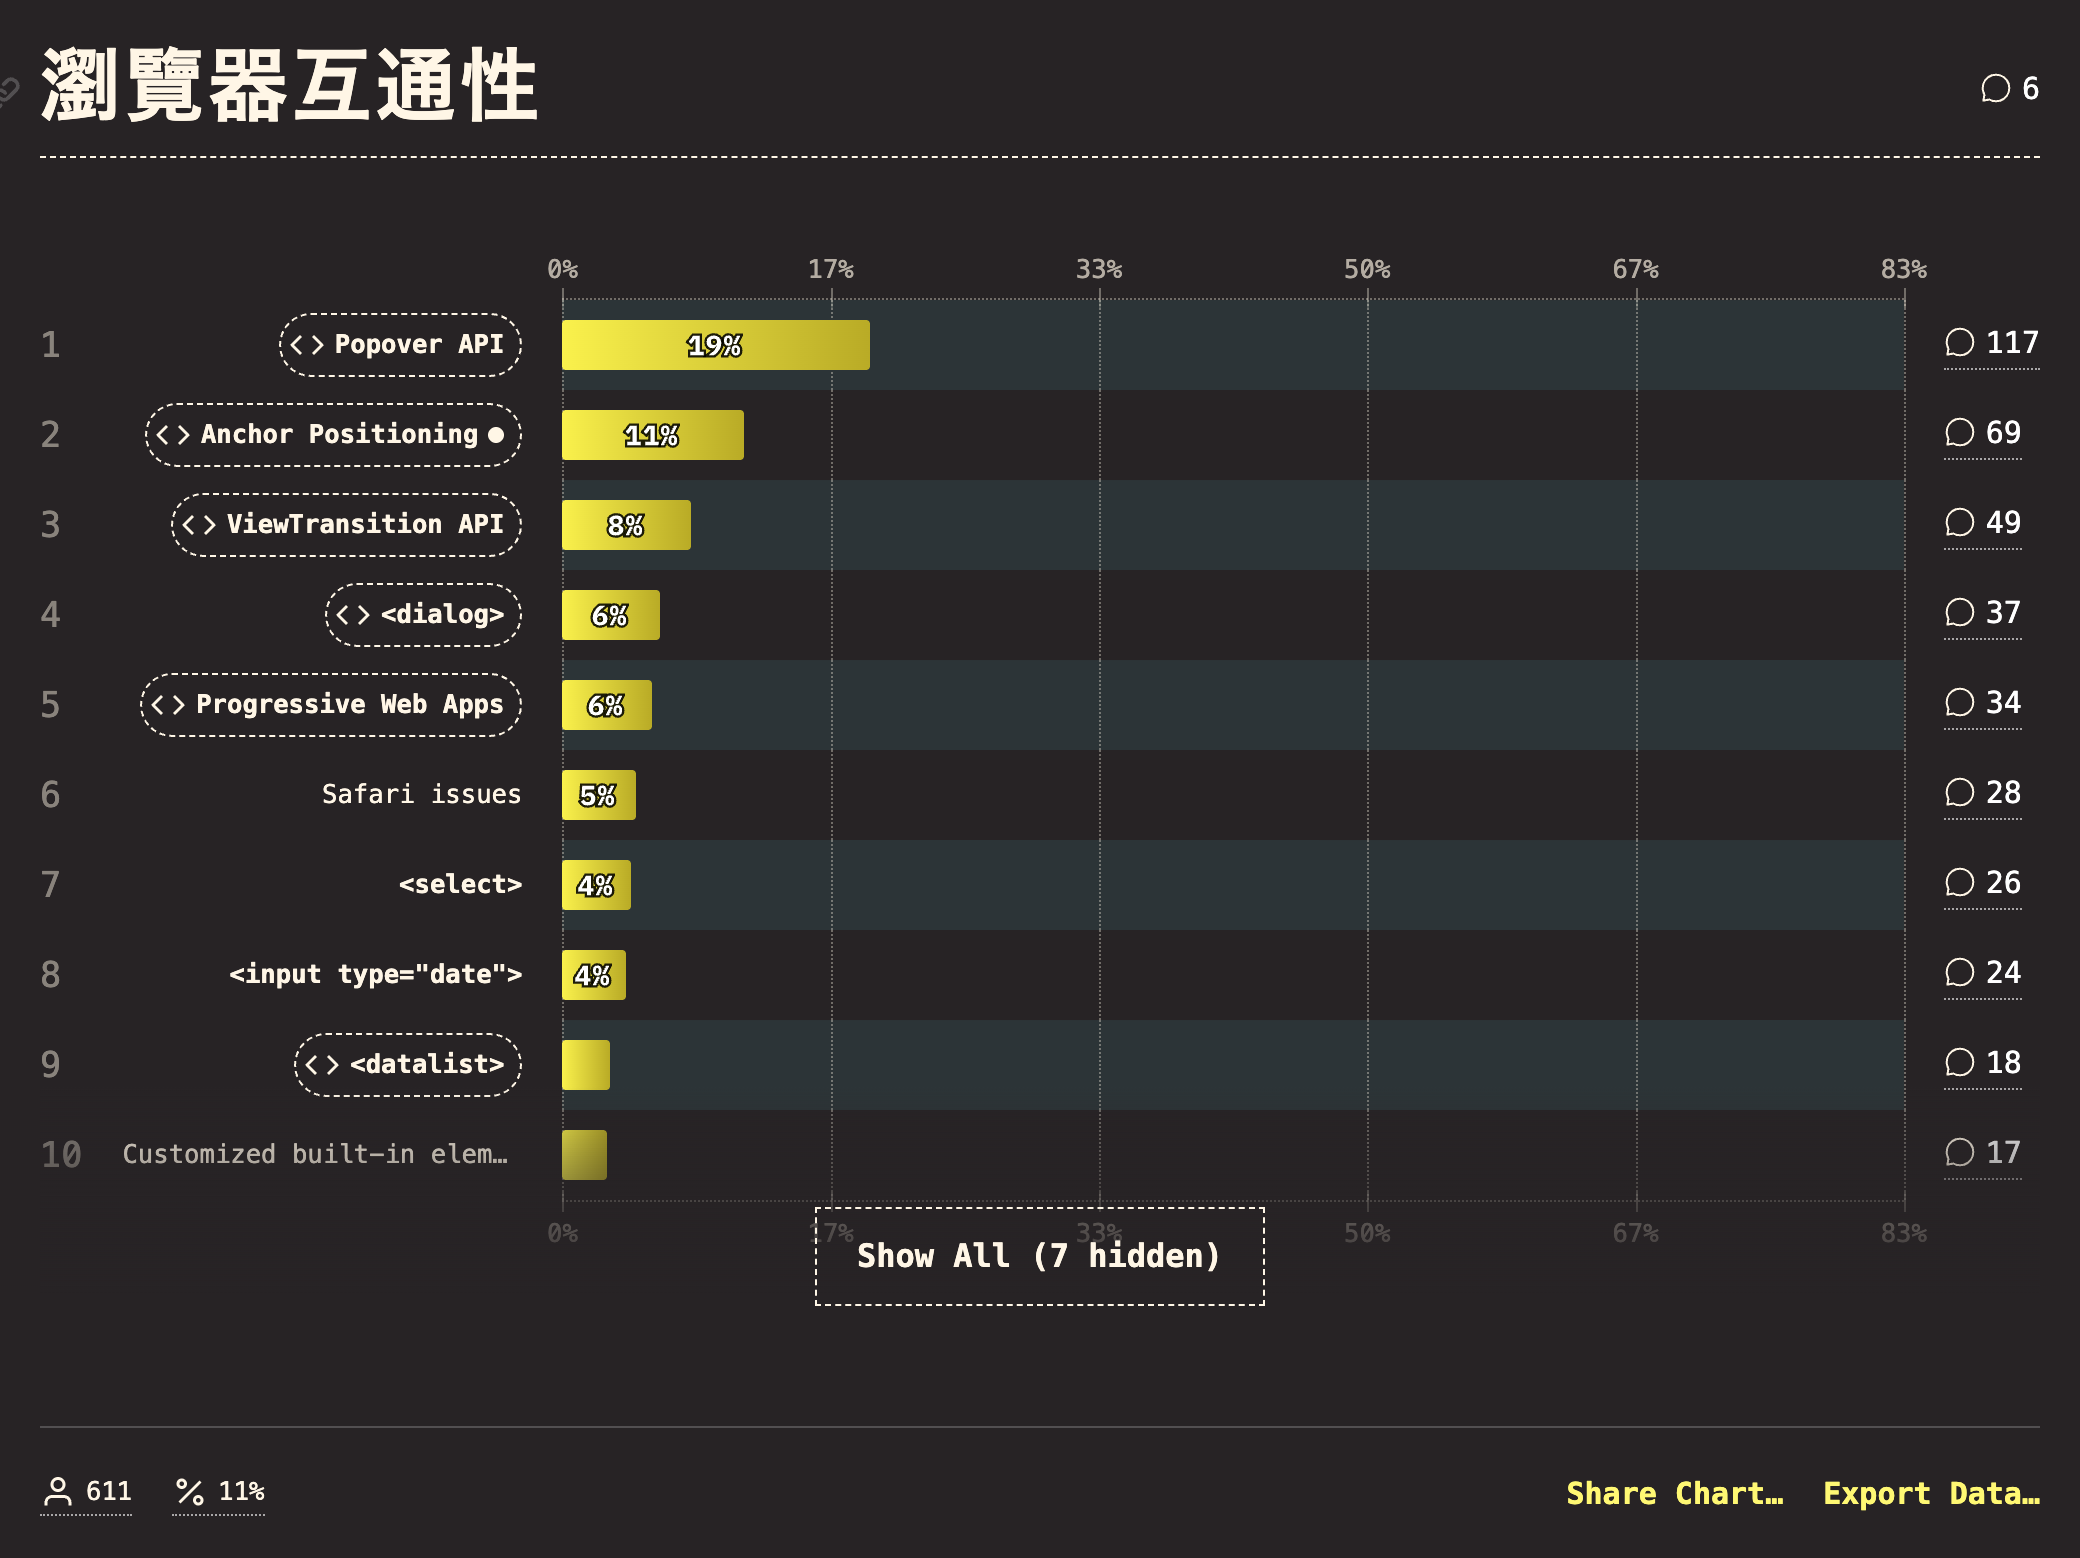 瀏覽器互通性
6
0% 17% 33% 50% 67% 83%
1 <> Popover API 19% 117
2 <> Anchor Positioning 11% 69
3 <> ViewTransition API 8% 49
4 <> <dialog> 6% 37
5 <> Progressive Web Apps 6% 34
6 Safari issues 5% 28
7 <select> 4% 26
8 <input type="date"> 4% 24
9 <> <datalist> 18
10 Customized built-in elem… 17
0% 17% 33% 50% 67% 83%
Show All (7 hidden)
611 % 11% Share Chart… Export Data…